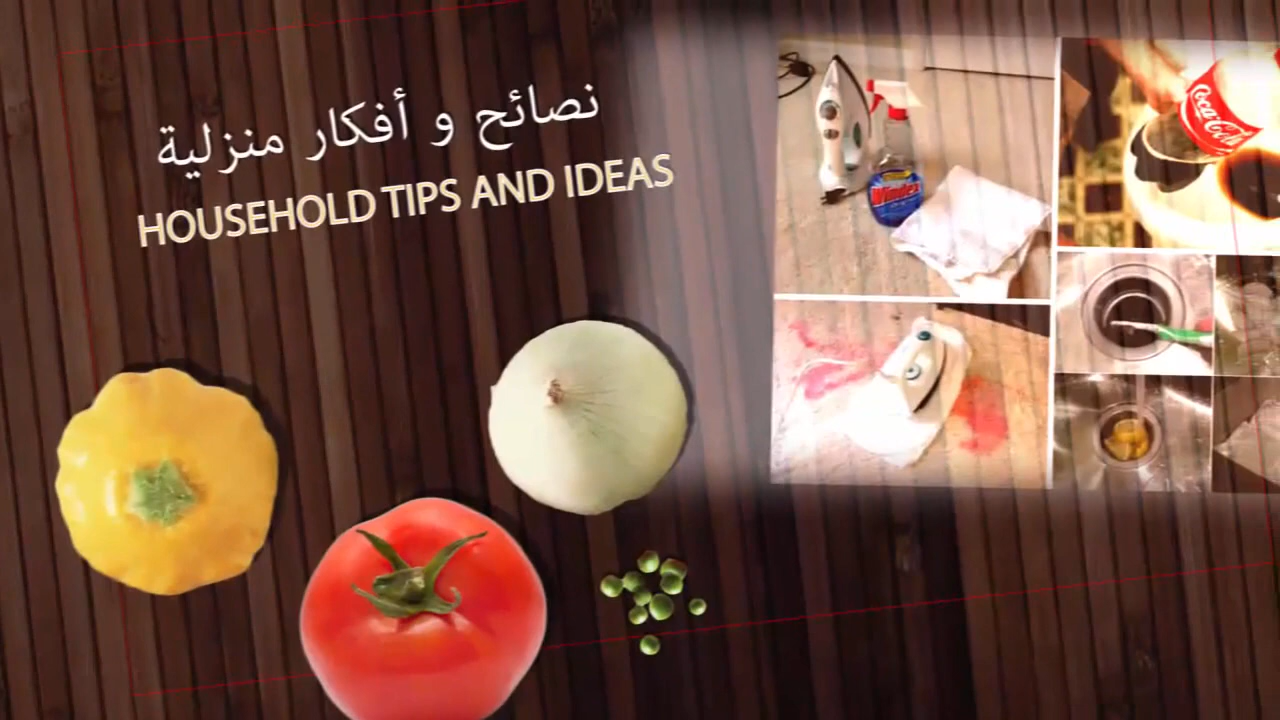 نصائح و أفكار منزلية
HOUSEHOLD TIPS AND IDEAS
Windex
Coca-Cola